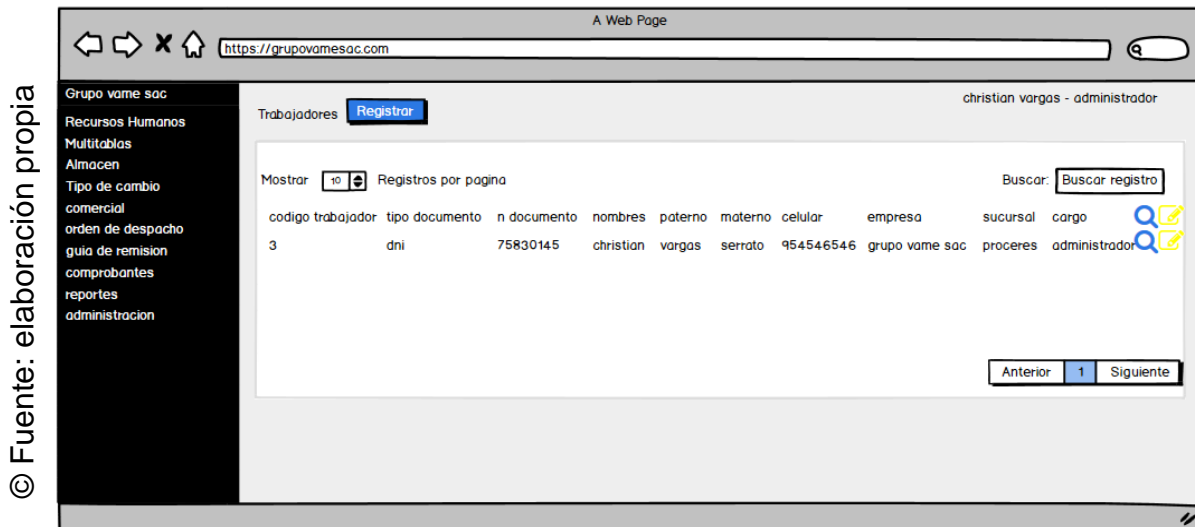 A Web Page
https://grupovamesac.com
Grupo vame sac
Recursos Humanos
Multitablas
Almacen
Tipo de cambio
comercial
orden de despacho
guia de remision
comprobantes
reportes
administracion
christian vargas - administrador
Trabajadores Registrar
Mostrar 10 Registros por pagina Buscar: Buscar registro
codigo trabajador tipo documento n documento nombres paterno materno celular empresa sucursal cargo
3 dni 75830145 christian vargas serrato 954546546 grupo vame sac proceres administrador
Anterior 1 Siguiente
© Fuente: elaboración propia